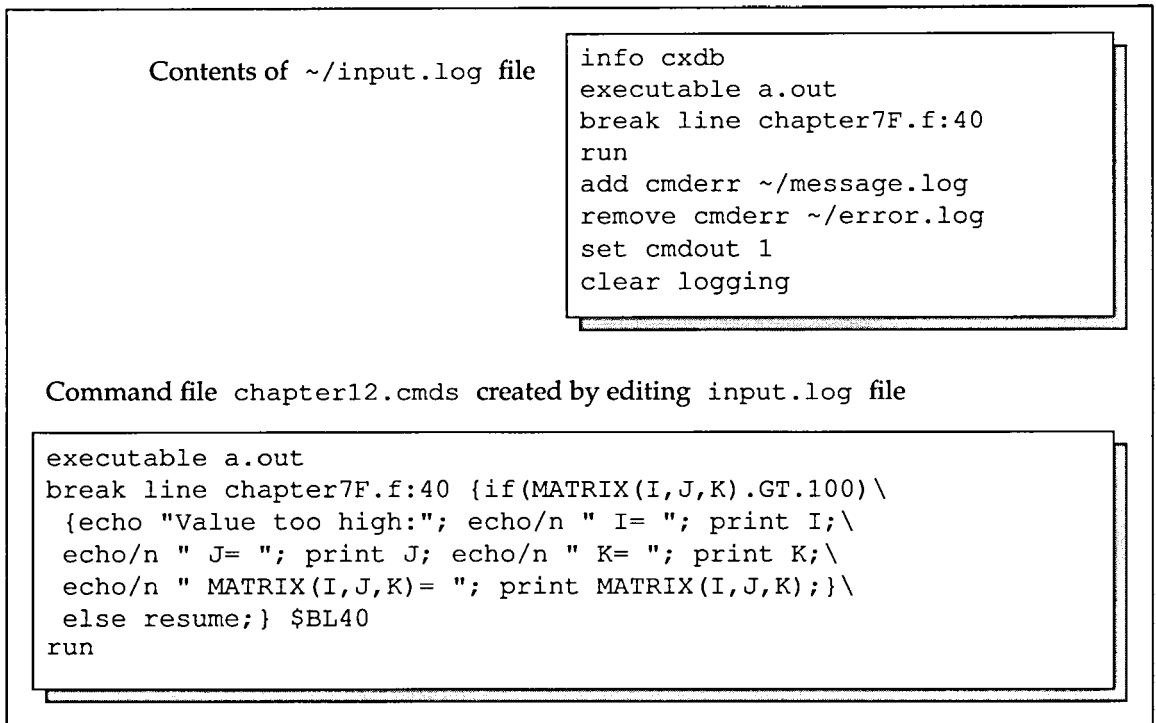 Contents of ~/input.log file
info cxdb
executable a.out
break line chapter7F.f:40
run
add cmderr ~/message.log
remove cmderr ~/error.log
set cmdout 1
clear logging
Command file chapter12.cmds created by editing input.log file
executable a.out
break line chapter7F.f:40 {if(MATRIX(I,J,K).GT.100)\
 {echo "Value too high:"; echo/n " I= "; print I;\
 echo/n " J= "; print J; echo/n " K= "; print K;\
 echo/n " MATRIX(I,J,K)= "; print MATRIX(I,J,K);}\
 else resume;} $BL40
run